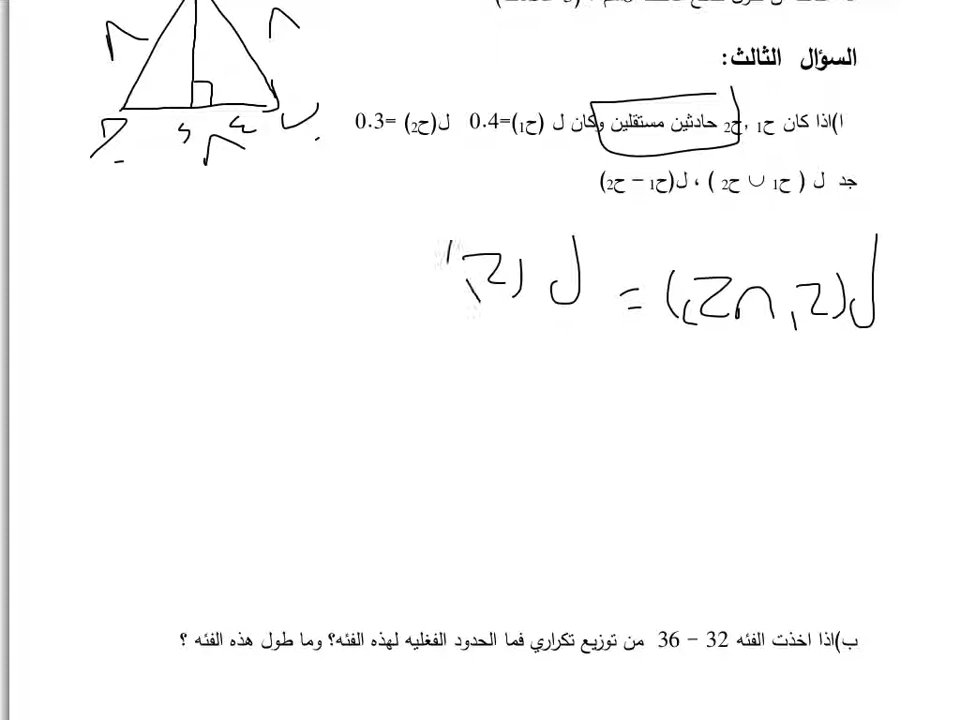 السؤال الثالث:
ا)اذا كان ح1 ,ح2 حادثين مستقلين وكان ل (ح1)=0.4 ل(ح2) =0.3
جد ل ( ح1 ∪ ح2 ) ، ل(ح1 – ح2)
ل(ح1 ∩ ح2) = ل (ح1
ب)اذا اخذت الفئه 32 – 36 من توزيع تكراري فما الحدود الفغليه لهذه الفئه؟ وما طول هذه الفئه ؟